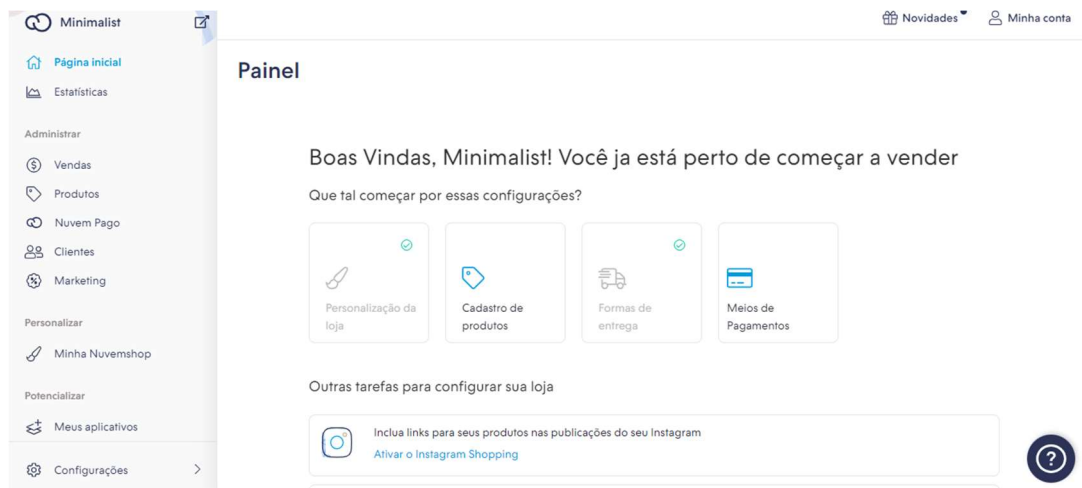 Minimalist
Novidades
Minha conta
Página inicial
Estatísticas
Administrar
Vendas
Produtos
Nuvem Pago
Clientes
Marketing
Personalizar
Minha Nuvemshop
Potencializar
Meus aplicativos
Configurações
Painel
Boas Vindas, Minimalist! Você ja está perto de começar a vender
Que tal começar por essas configurações?
Personalização da
loja
Cadastro de
produtos
Formas de
entrega
Meios de
Pagamentos
Outras tarefas para configurar sua loja
Inclua links para seus produtos nas publicações do seu Instagram
Ativar o Instagram Shopping
?